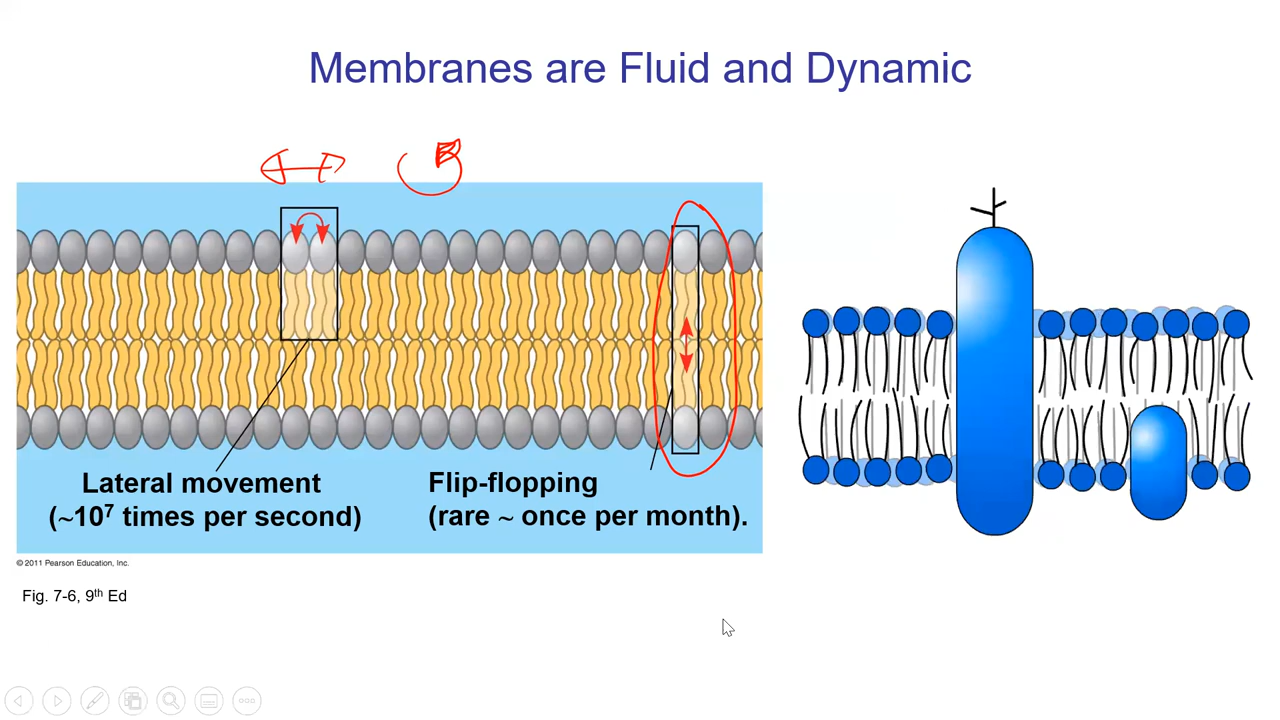 Membranes are Fluid and Dynamic
Lateral movement
(~10⁷ times per second)
Flip-flopping
(rare ~ once per month).
© 2011 Pearson Education, Inc.
Fig. 7-6, 9ᵗʰ Ed